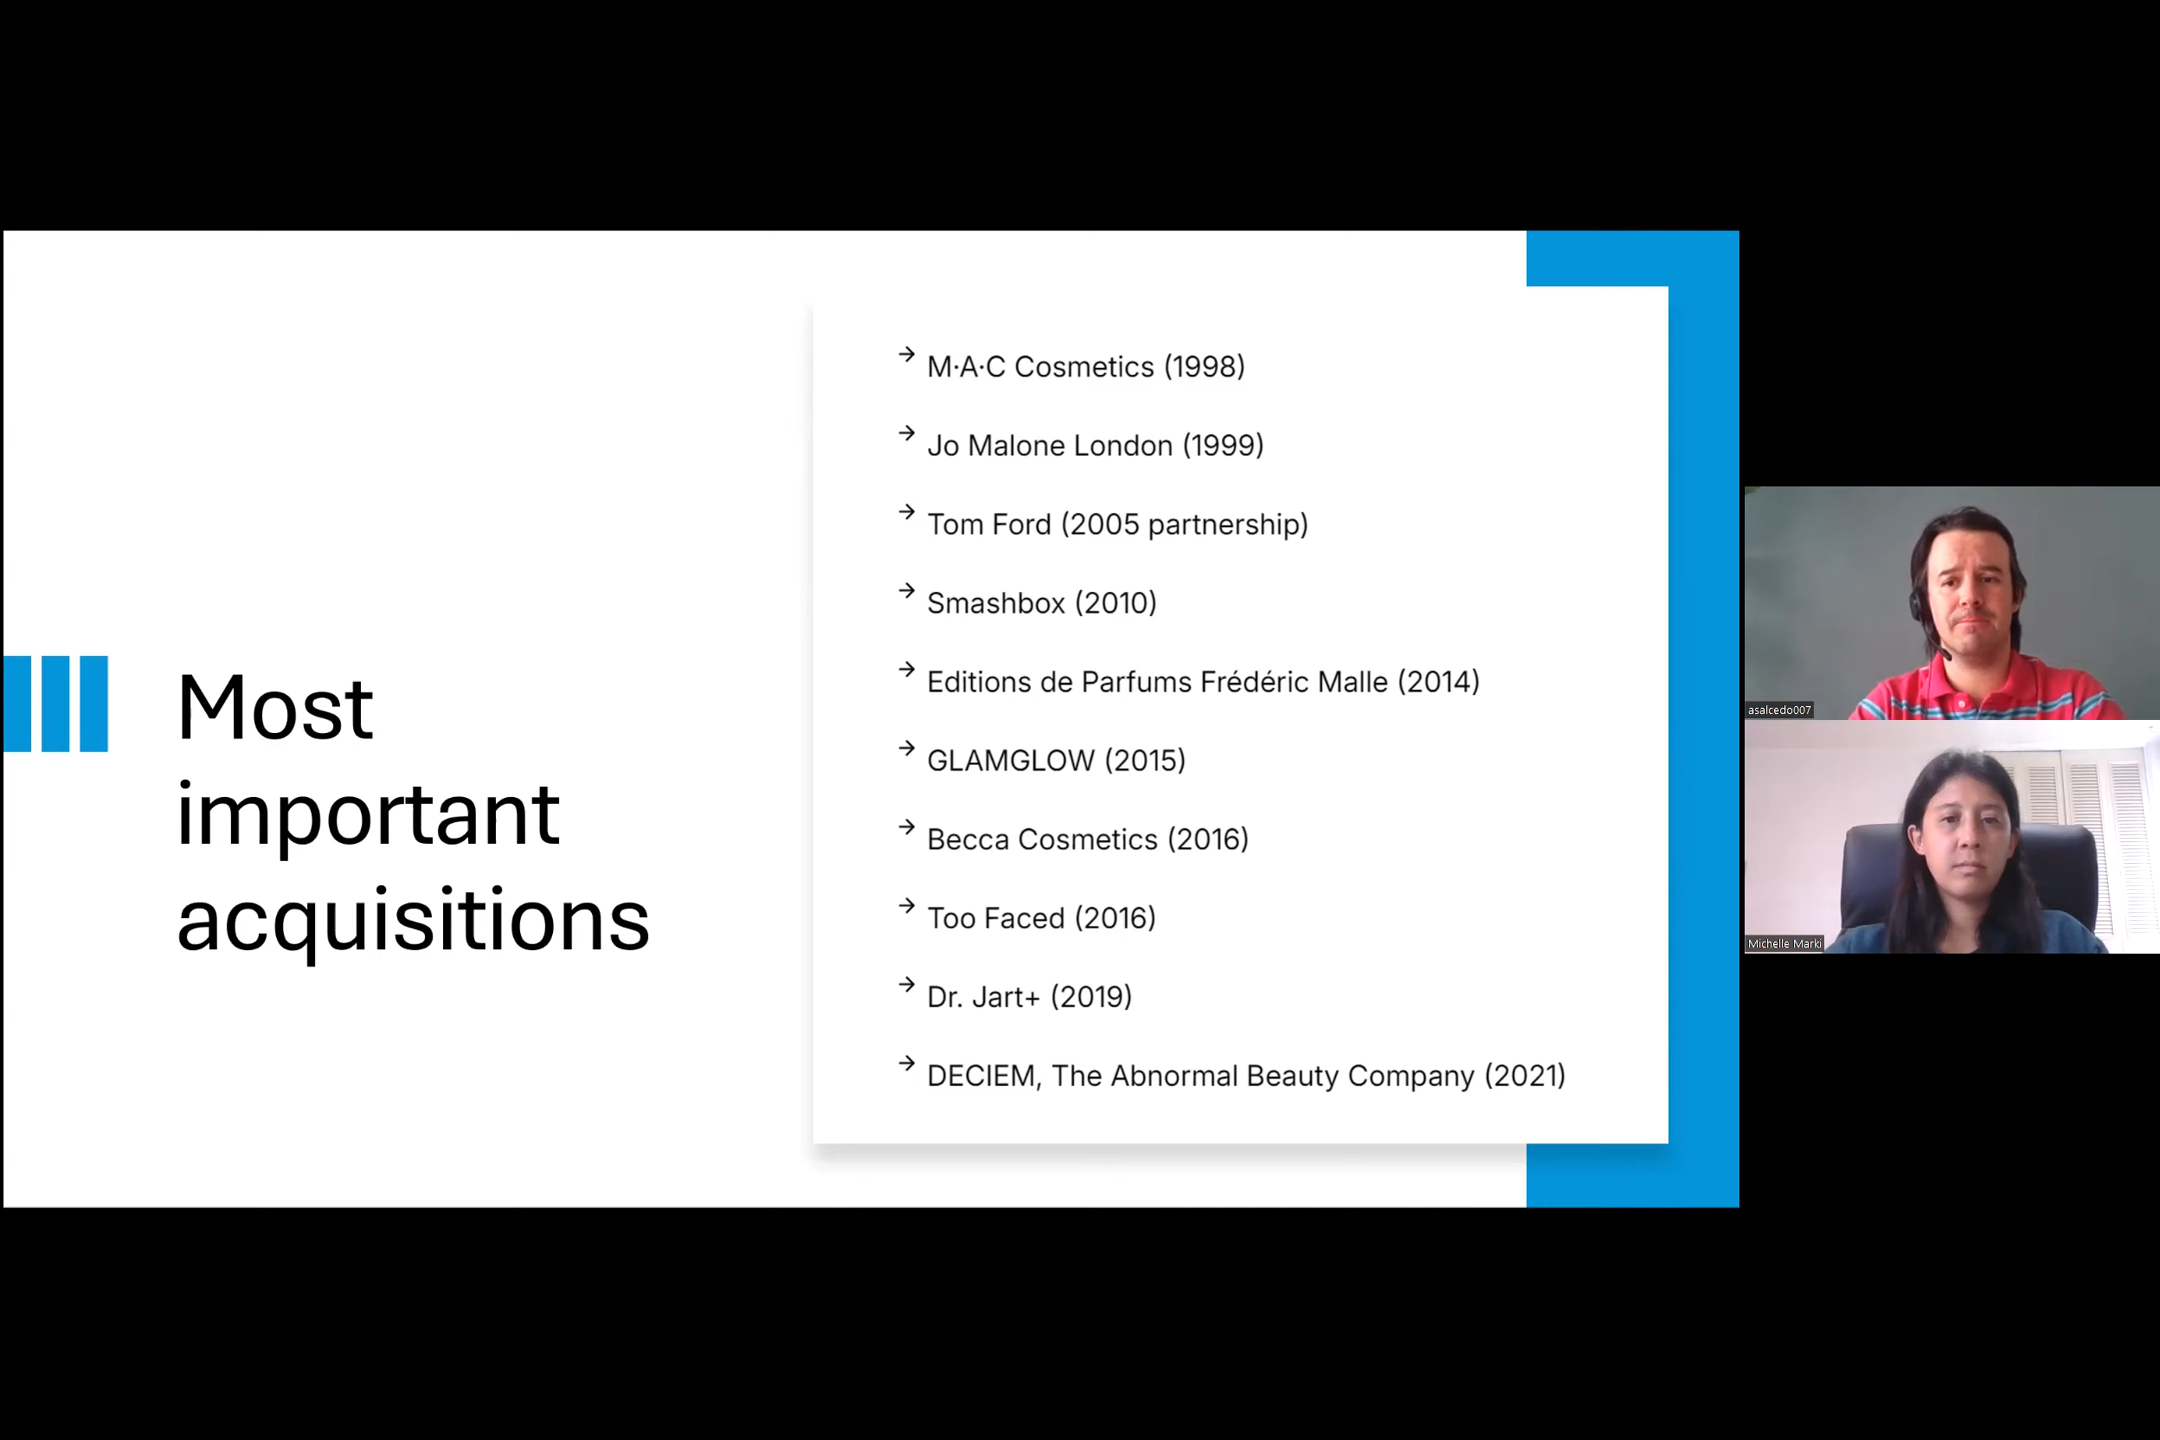 Most
important
acquisitions
→ M·A·C Cosmetics (1998)
→ Jo Malone London (1999)
→ Tom Ford (2005 partnership)
→ Smashbox (2010)
→ Editions de Parfums Frédéric Malle (2014)
→ GLAMGLOW (2015)
→ Becca Cosmetics (2016)
→ Too Faced (2016)
→ Dr. Jart+ (2019)
→ DECIEM, The Abnormal Beauty Company (2021)
asalcedo007
Michelle Marki